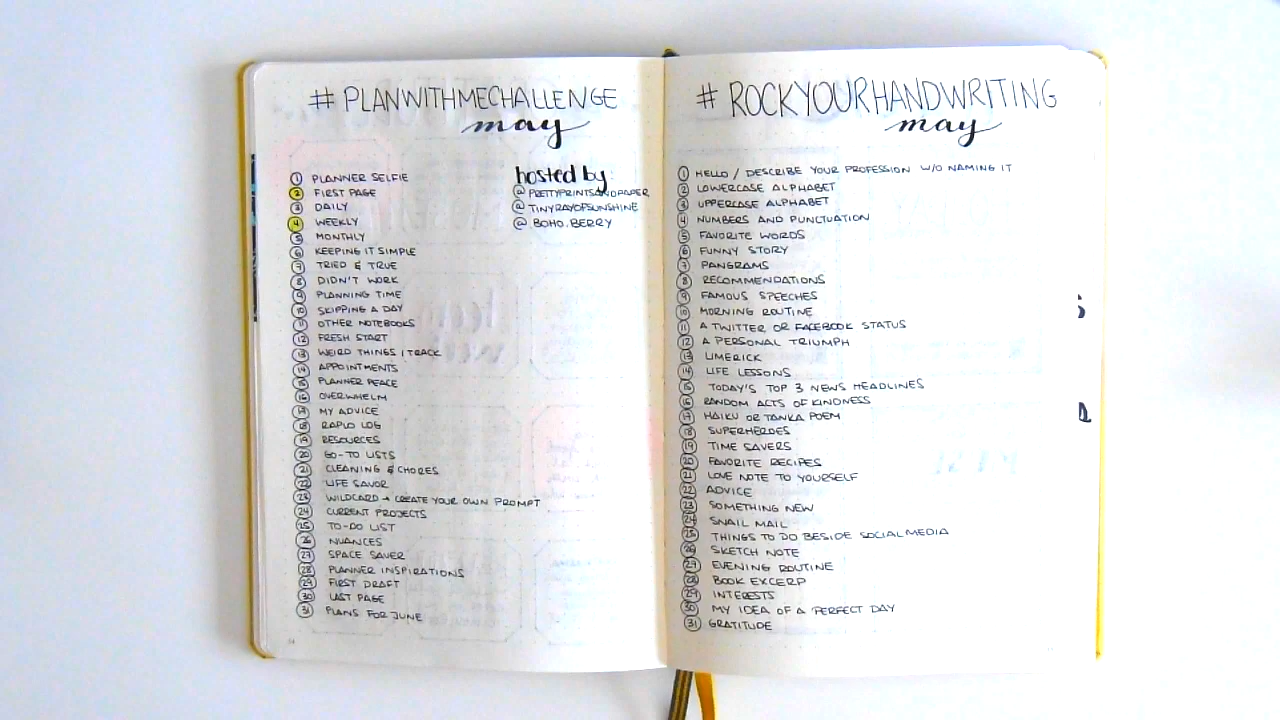 #PLANWITHMECHALLENGE
may
hosted by:
@PRETTYPRINTSANDPAPER
@TINYRAYOFSUNSHINE
@BOHO.BERRY
1 PLANNER SELFIE
2 FIRST PAGE
3 DAILY
4 WEEKLY
5 MONTHLY
6 KEEPING IT SIMPLE
7 TRIED & TRUE
8 DIDN'T WORK
9 PLANNING TIME
10 SKIPPING A DAY
11 OTHER NOTEBOOKS
12 FRESH START
13 WEIRD THINGS I TRACK
14 APPOINTMENTS
15 PLANNER PEACE
16 OVERWHELM
17 MY ADVICE
18 RAPID LOG
19 RESOURCES
20 GO-TO LISTS
21 CLEANING & CHORES
22 LIFE SAVOR
23 WILDCARD → CREATE YOUR OWN PROMPT
24 CURRENT PROJECTS
25 TO-DO LIST
26 NUANCES
27 SPACE SAVER
28 PLANNER INSPIRATIONS
29 FIRST DRAFT
30 LAST PAGE
31 PLANS FOR JUNE
# ROCKYOURHANDWRITING
may
1 HELLO / DESCRIBE YOUR PROFESSION W/O NAMING IT
2 LOWERCASE ALPHABET
3 UPPERCASE ALPHABET
4 NUMBERS AND PUNCTUATION
5 FAVORITE WORDS
6 FUNNY STORY
7 PANGRAMS
8 RECOMMENDATIONS
9 FAMOUS SPEECHES
10 MORNING ROUTINE
11 A TWITTER OR FACEBOOK STATUS
12 A PERSONAL TRIUMPH
13 LIMERICK
14 LIFE LESSONS
15 TODAY'S TOP 3 NEWS HEADLINES
16 RANDOM ACTS OF KINDNESS
17 HAIKU OR TANKA POEM
18 SUPERHEROES
19 TIME SAVERS
20 FAVORITE RECIPES
21 LOVE NOTE TO YOURSELF
22 ADVICE
23 SOMETHING NEW
24 SNAIL MAIL
25 THINGS TO DO BESIDE SOCIAL MEDIA
26 SKETCH NOTE
27 EVENING ROUTINE
28 BOOK EXCERP
29 INTERESTS
30 MY IDEA OF A PERFECT DAY
31 GRATITUDE